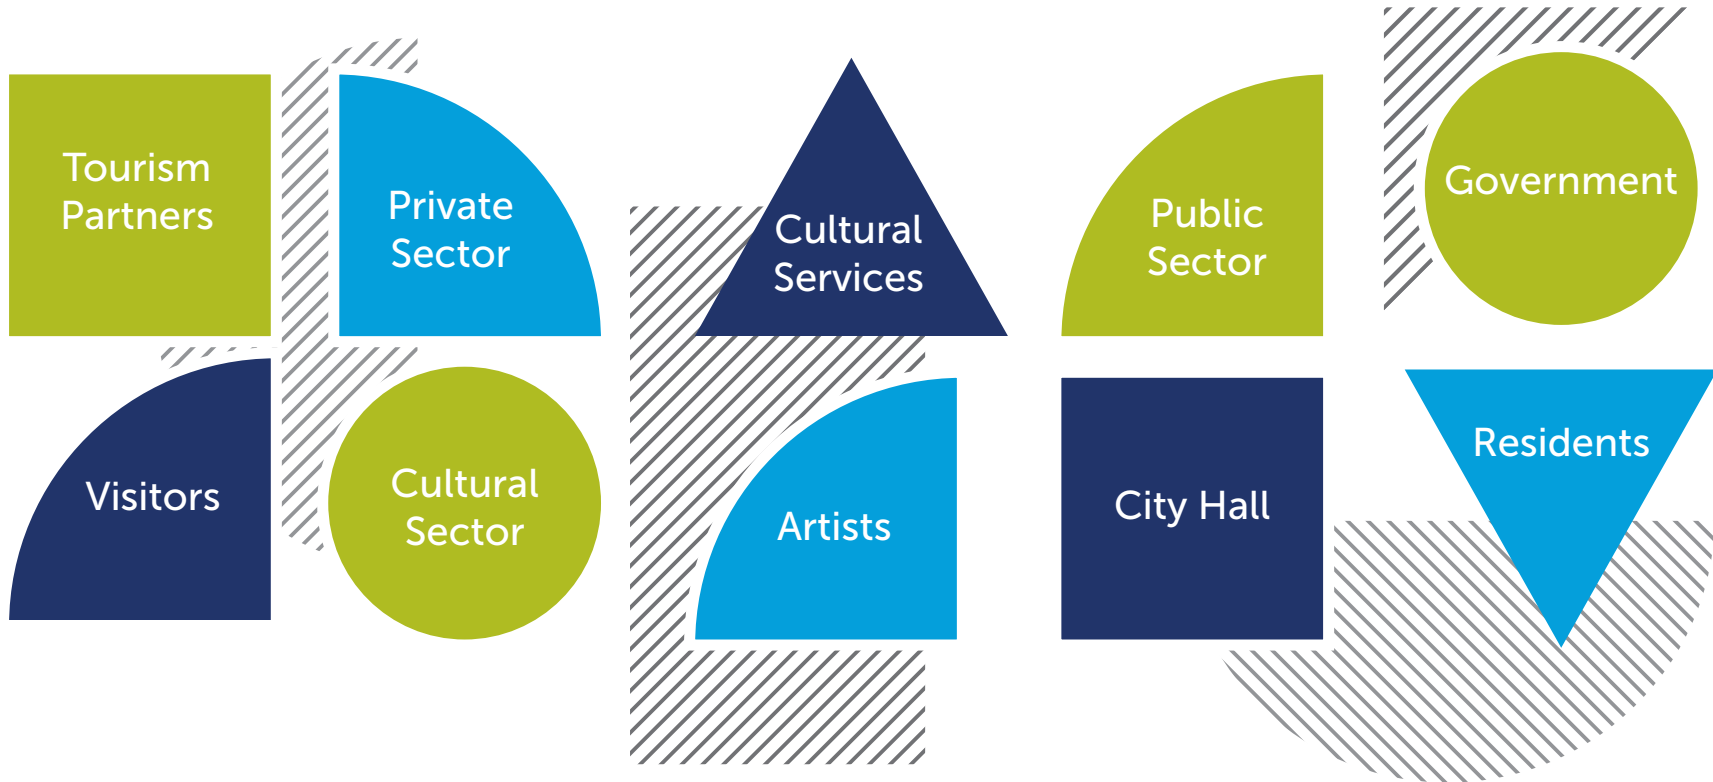 Tourism
Partners
Private
Sector
Cultural
Services
Public
Sector
Government
Visitors
Cultural
Sector
Artists
City Hall
Residents